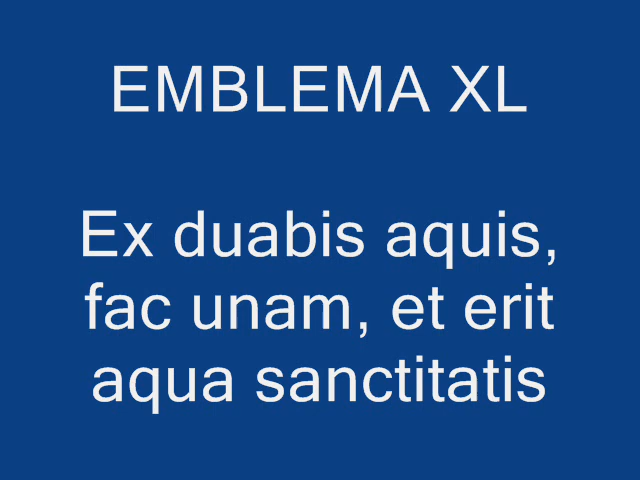 EMBLEMA XL
Ex duabis aquis,
fac unam, et erit
aqua sanctitatis